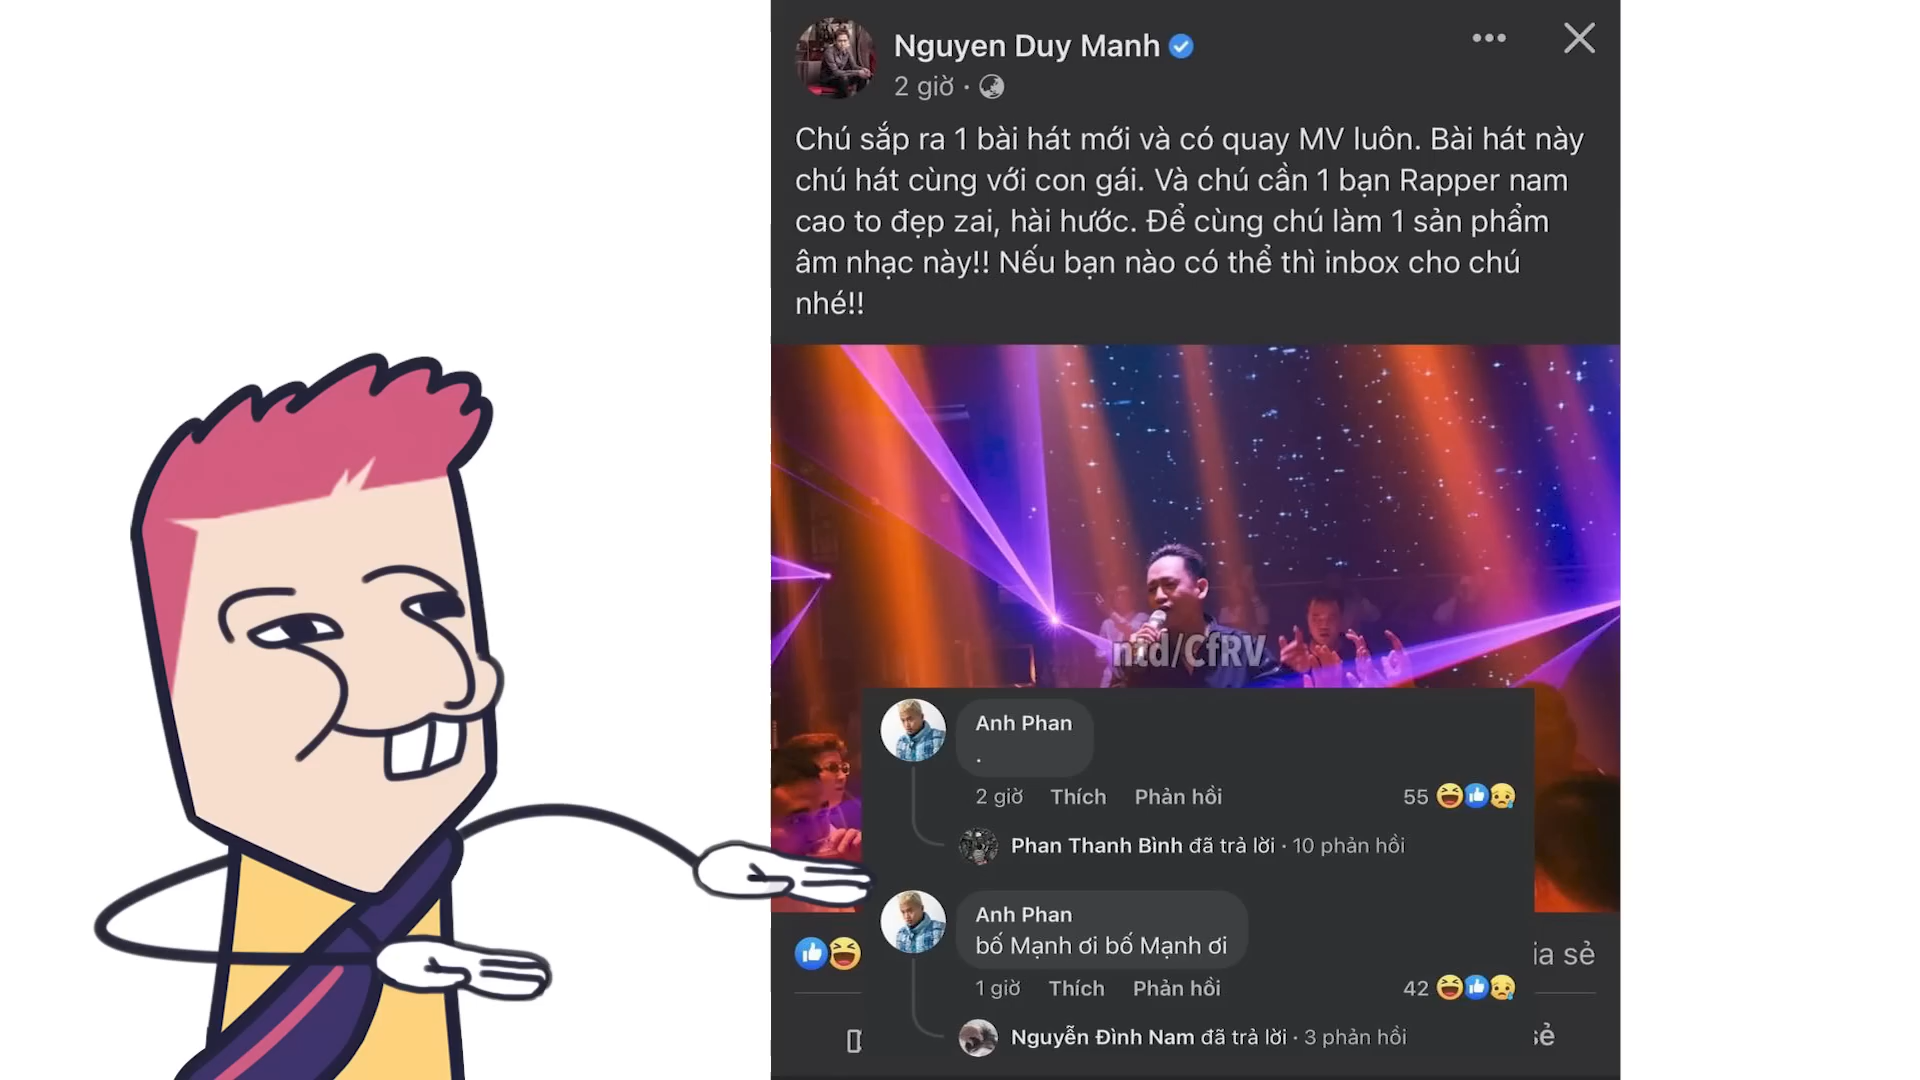 Nguyen Duy Manh
2 giờ ·
Chú sắp ra 1 bài hát mới và có quay MV luôn. Bài hát này
chú hát cùng với con gái. Và chú cần 1 bạn Rapper nam
cao to đẹp zai, hài hước. Để cùng chú làm 1 sản phẩm
âm nhạc này!! Nếu bạn nào có thể thì inbox cho chú
nhé!!
ntd/CfRV
Anh Phan
.
2 giờ Thích Phản hồi 55
Phan Thanh Bình đã trả lời · 10 phản hồi
Anh Phan
bố Mạnh ơi bố Mạnh ơi
ia sẻ
1 giờ Thích Phản hồi 42
Nguyễn Đình Nam đã trả lời · 3 phản hồi
sẻ